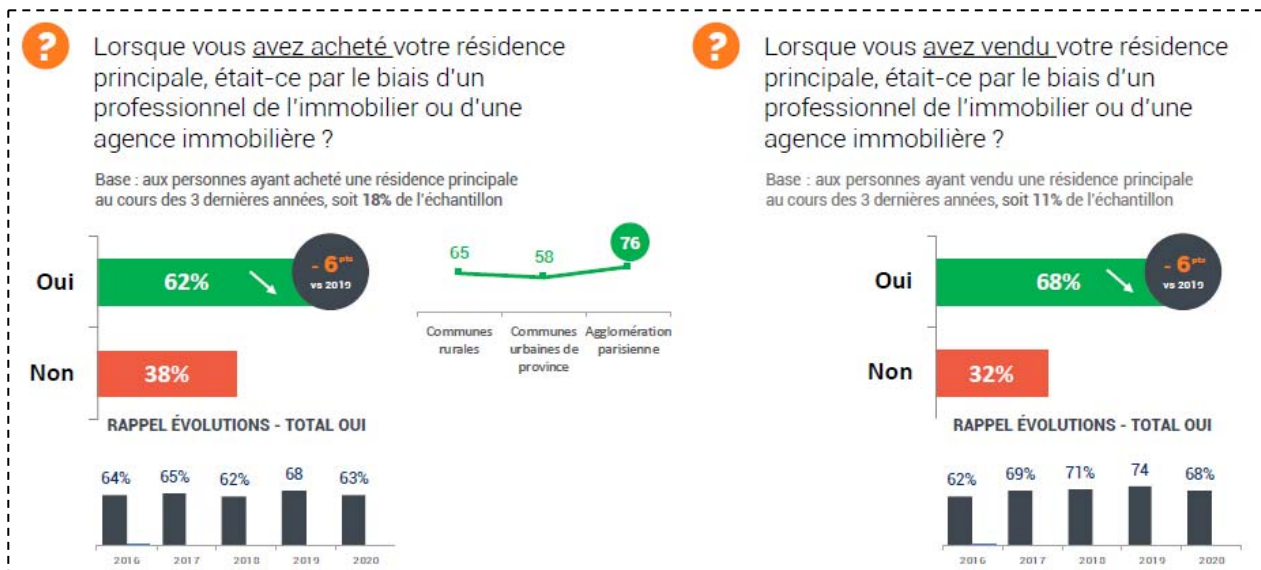 ?
Lorsque vous avez acheté votre résidence
principale, était-ce par le biais d'un
professionnel de l'immobilier ou d'une
agence immobilière ?
Base : aux personnes ayant acheté une résidence principale
au cours des 3 dernières années, soit 18% de l'échantillon
Oui
62%
- 6 pts
vs 2019
Non
38%
65
58
76
Communes
rurales
Communes
urbaines de
province
Agglomération
parisienne
RAPPEL ÉVOLUTIONS - TOTAL OUI
64% 65% 62% 68 63%
2016 2017 2018 2019 2020
?
Lorsque vous avez vendu votre résidence
principale, était-ce par le biais d'un
professionnel de l'immobilier ou d'une
agence immobilière ?
Base : aux personnes ayant vendu une résidence principale
au cours des 3 dernières années, soit 11% de l'échantillon
Oui
68%
- 6 pts
vs 2019
Non
32%
RAPPEL ÉVOLUTIONS - TOTAL OUI
62% 69% 71% 74 68%
2016 2017 2018 2019 2020